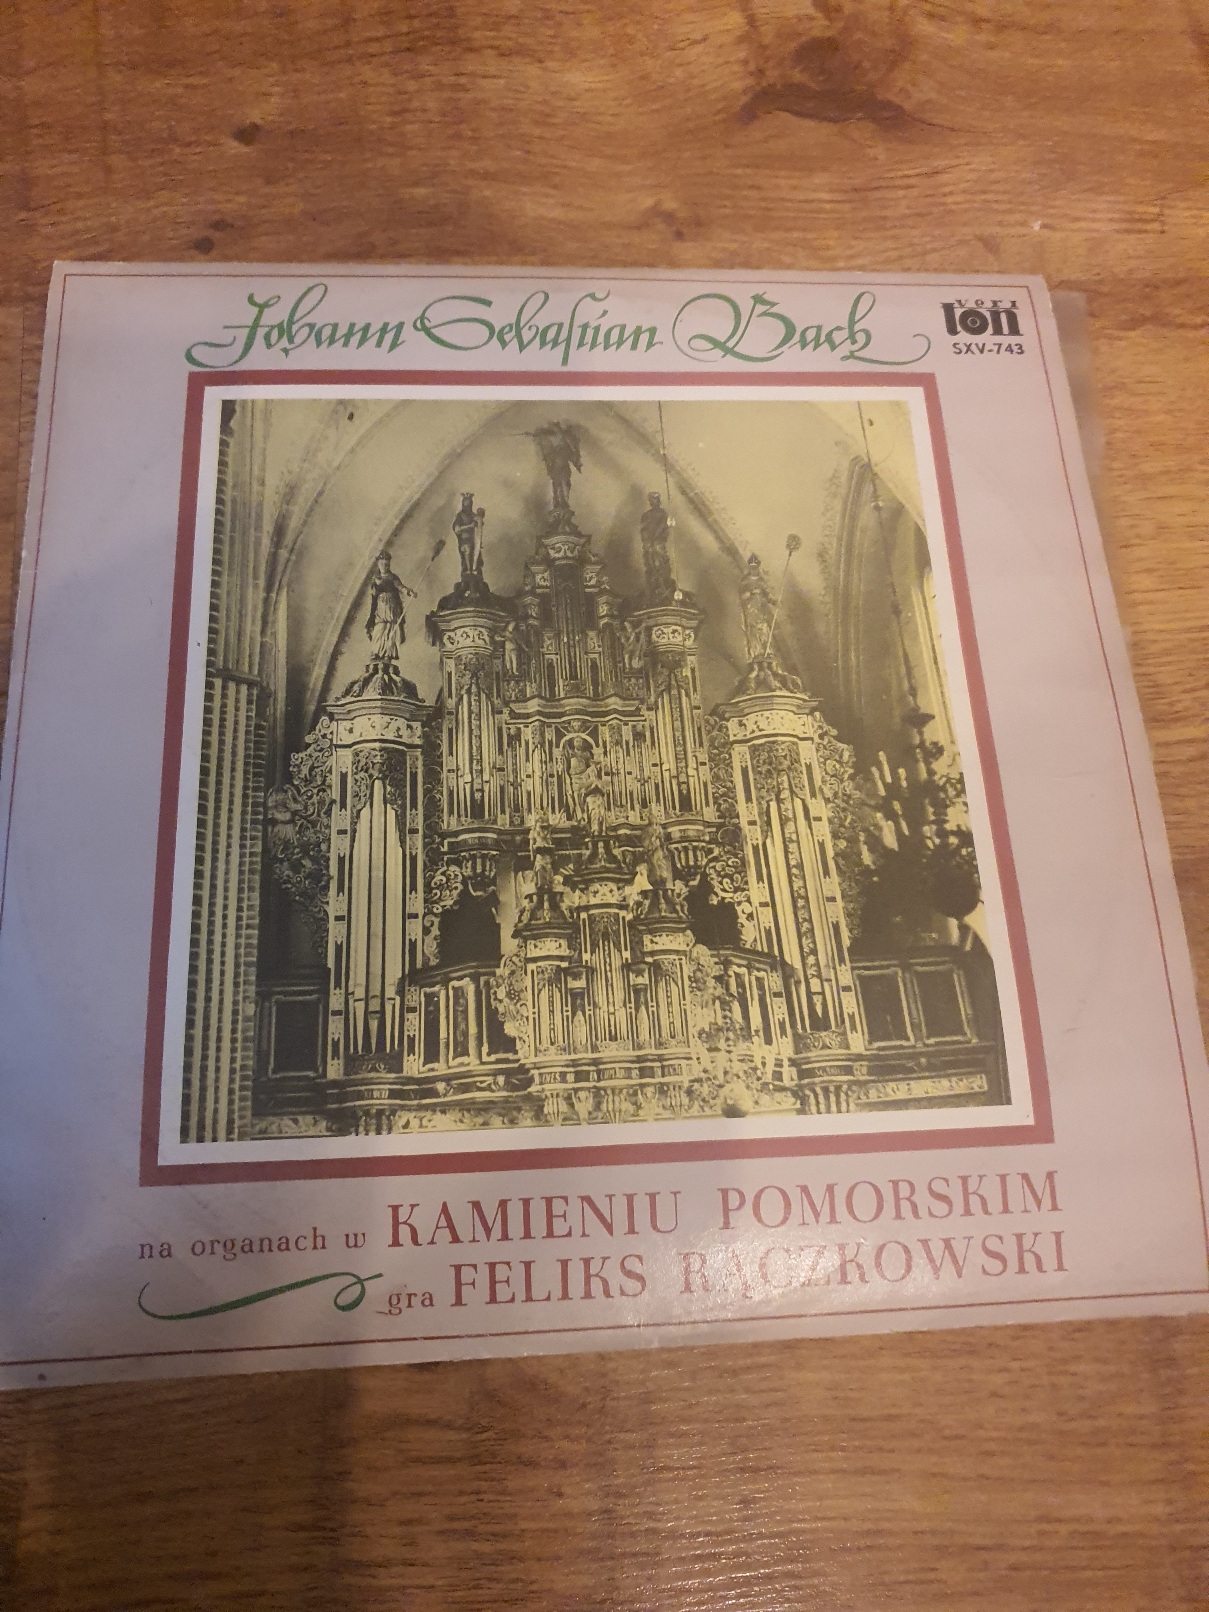 Johann Sebastian Bach
veri
ton
SXV-743
na organach w KAMIENIU POMORSKIM
gra FELIKS RĄCZKOWSKI